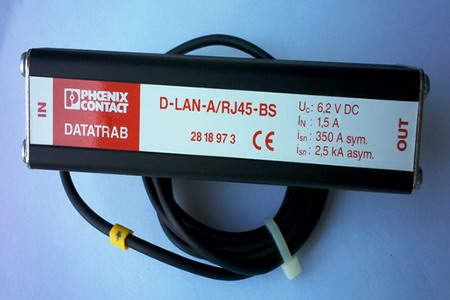 IN
PHŒNIX
CONTACT
DATATRAB
D-LAN-A/RJ45-BS
28 18 97 3 CE
Uc: 6,2 V DC
IN : 1,5 A
isn : 350 A sym.
isn : 2,5 kA asym.
OUT